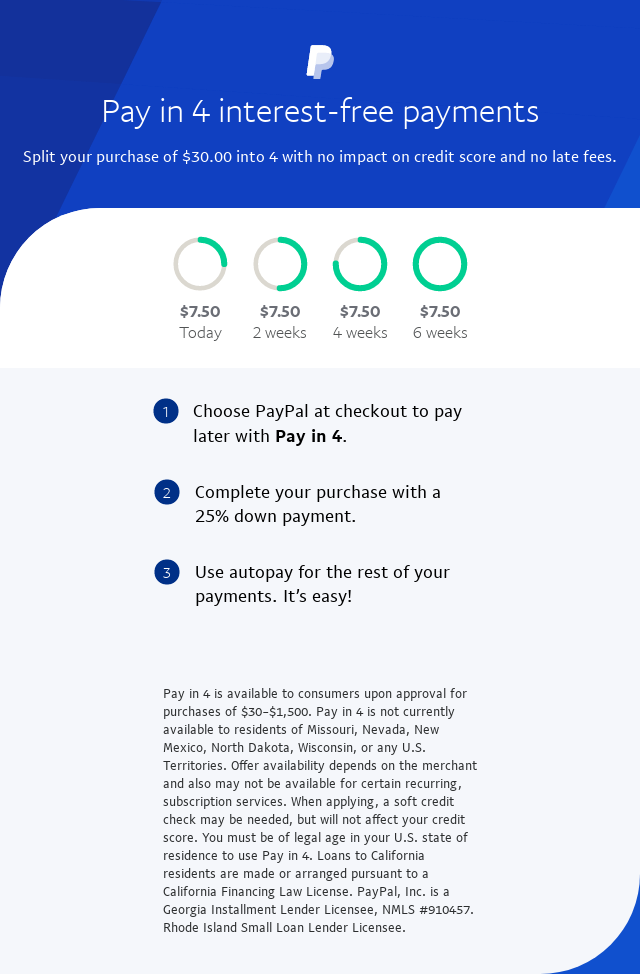 Pay in 4 interest-free payments
Split your purchase of $30.00 into 4 with no impact on credit score and no late fees.
$7.50 $7.50 $7.50 $7.50
Today 2 weeks 4 weeks 6 weeks
1 Choose PayPal at checkout to pay
later with Pay in 4.
2 Complete your purchase with a
25% down payment.
3 Use autopay for the rest of your
payments. It’s easy!
Pay in 4 is available to consumers upon approval for
purchases of $30–$1,500. Pay in 4 is not currently
available to residents of Missouri, Nevada, New
Mexico, North Dakota, Wisconsin, or any U.S.
Territories. Offer availability depends on the merchant
and also may not be available for certain recurring,
subscription services. When applying, a soft credit
check may be needed, but will not affect your credit
score. You must be of legal age in your U.S. state of
residence to use Pay in 4. Loans to California
residents are made or arranged pursuant to a
California Financing Law License. PayPal, Inc. is a
Georgia Installment Lender Licensee, NMLS #910457.
Rhode Island Small Loan Lender Licensee.